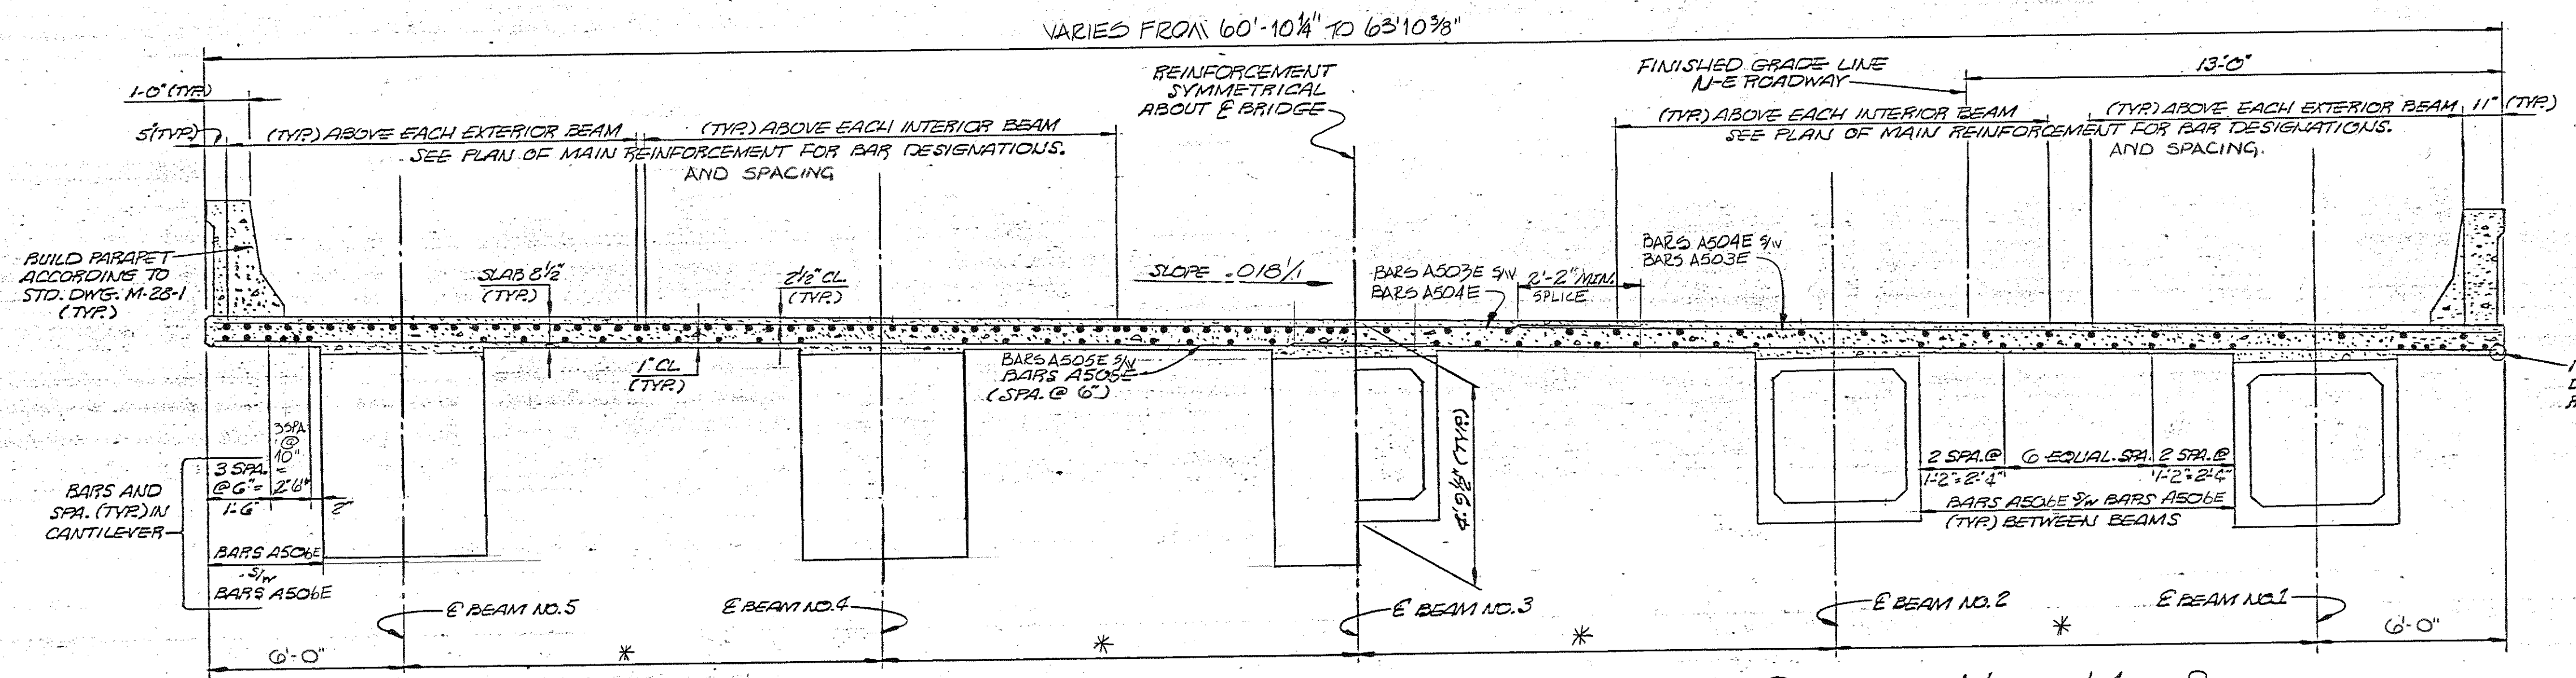 VARIES FROM 60'-10¼" TO 63'10⅜"
1-0" (TYP.)
5"(TYP.)
(TYP.) ABOVE EACH EXTERIOR BEAM
(TYP.) ABOVE EACH INTERIOR BEAM
SEE PLAN OF MAIN REINFORCEMENT FOR BAR DESIGNATIONS.
AND SPACING
REINFORCEMENT
SYMMETRICAL
ABOUT ℄ BRIDGE
FINISHED GRADE LINE
N-E ROADWAY
13'-0"
(TYP.) ABOVE EACH INTERIOR BEAM
(TYP.) ABOVE EACH EXTERIOR BEAM
11" (TYP.)
SEE PLAN OF MAIN REINFORCEMENT FOR BAR DESIGNATIONS.
AND SPACING.
BUILD PARAPET
ACCORDING TO
STD. DWG. M-28-1
(TYP.)
SLAB 8½"
(TYP.)
2½" CL.
(TYP.)
SLOPE .018/1
BARS A503E S/W
BARS A504E
2'-2" MIN.
SPLICE
BARS A504E S/W
BARS A503E
1" CL
(TYP.)
BARS A505E S/W
BARS A505E
(SPA. @ 6")
BARS AND
SPA. (TYP.) IN
CANTILEVER
3 SPA.
@ 6" =
1'-6"
3 SPA
@
10"
=
2'6"
2"
BARS A506E
S/W
BARS A506E
2 SPA. @
1'-2"=2'-4"
6 EQUAL SPA.
2 SPA. @
1'-2"=2'-4"
BARS A506E S/W BARS A506E
(TYP.) BETWEEN BEAMS
℄ BEAM NO. 5
℄ BEAM NO. 4
℄ BEAM NO. 3
℄ BEAM NO. 2
℄ BEAM NO. 1
6'-0"
*
*
*
*
6'-0"